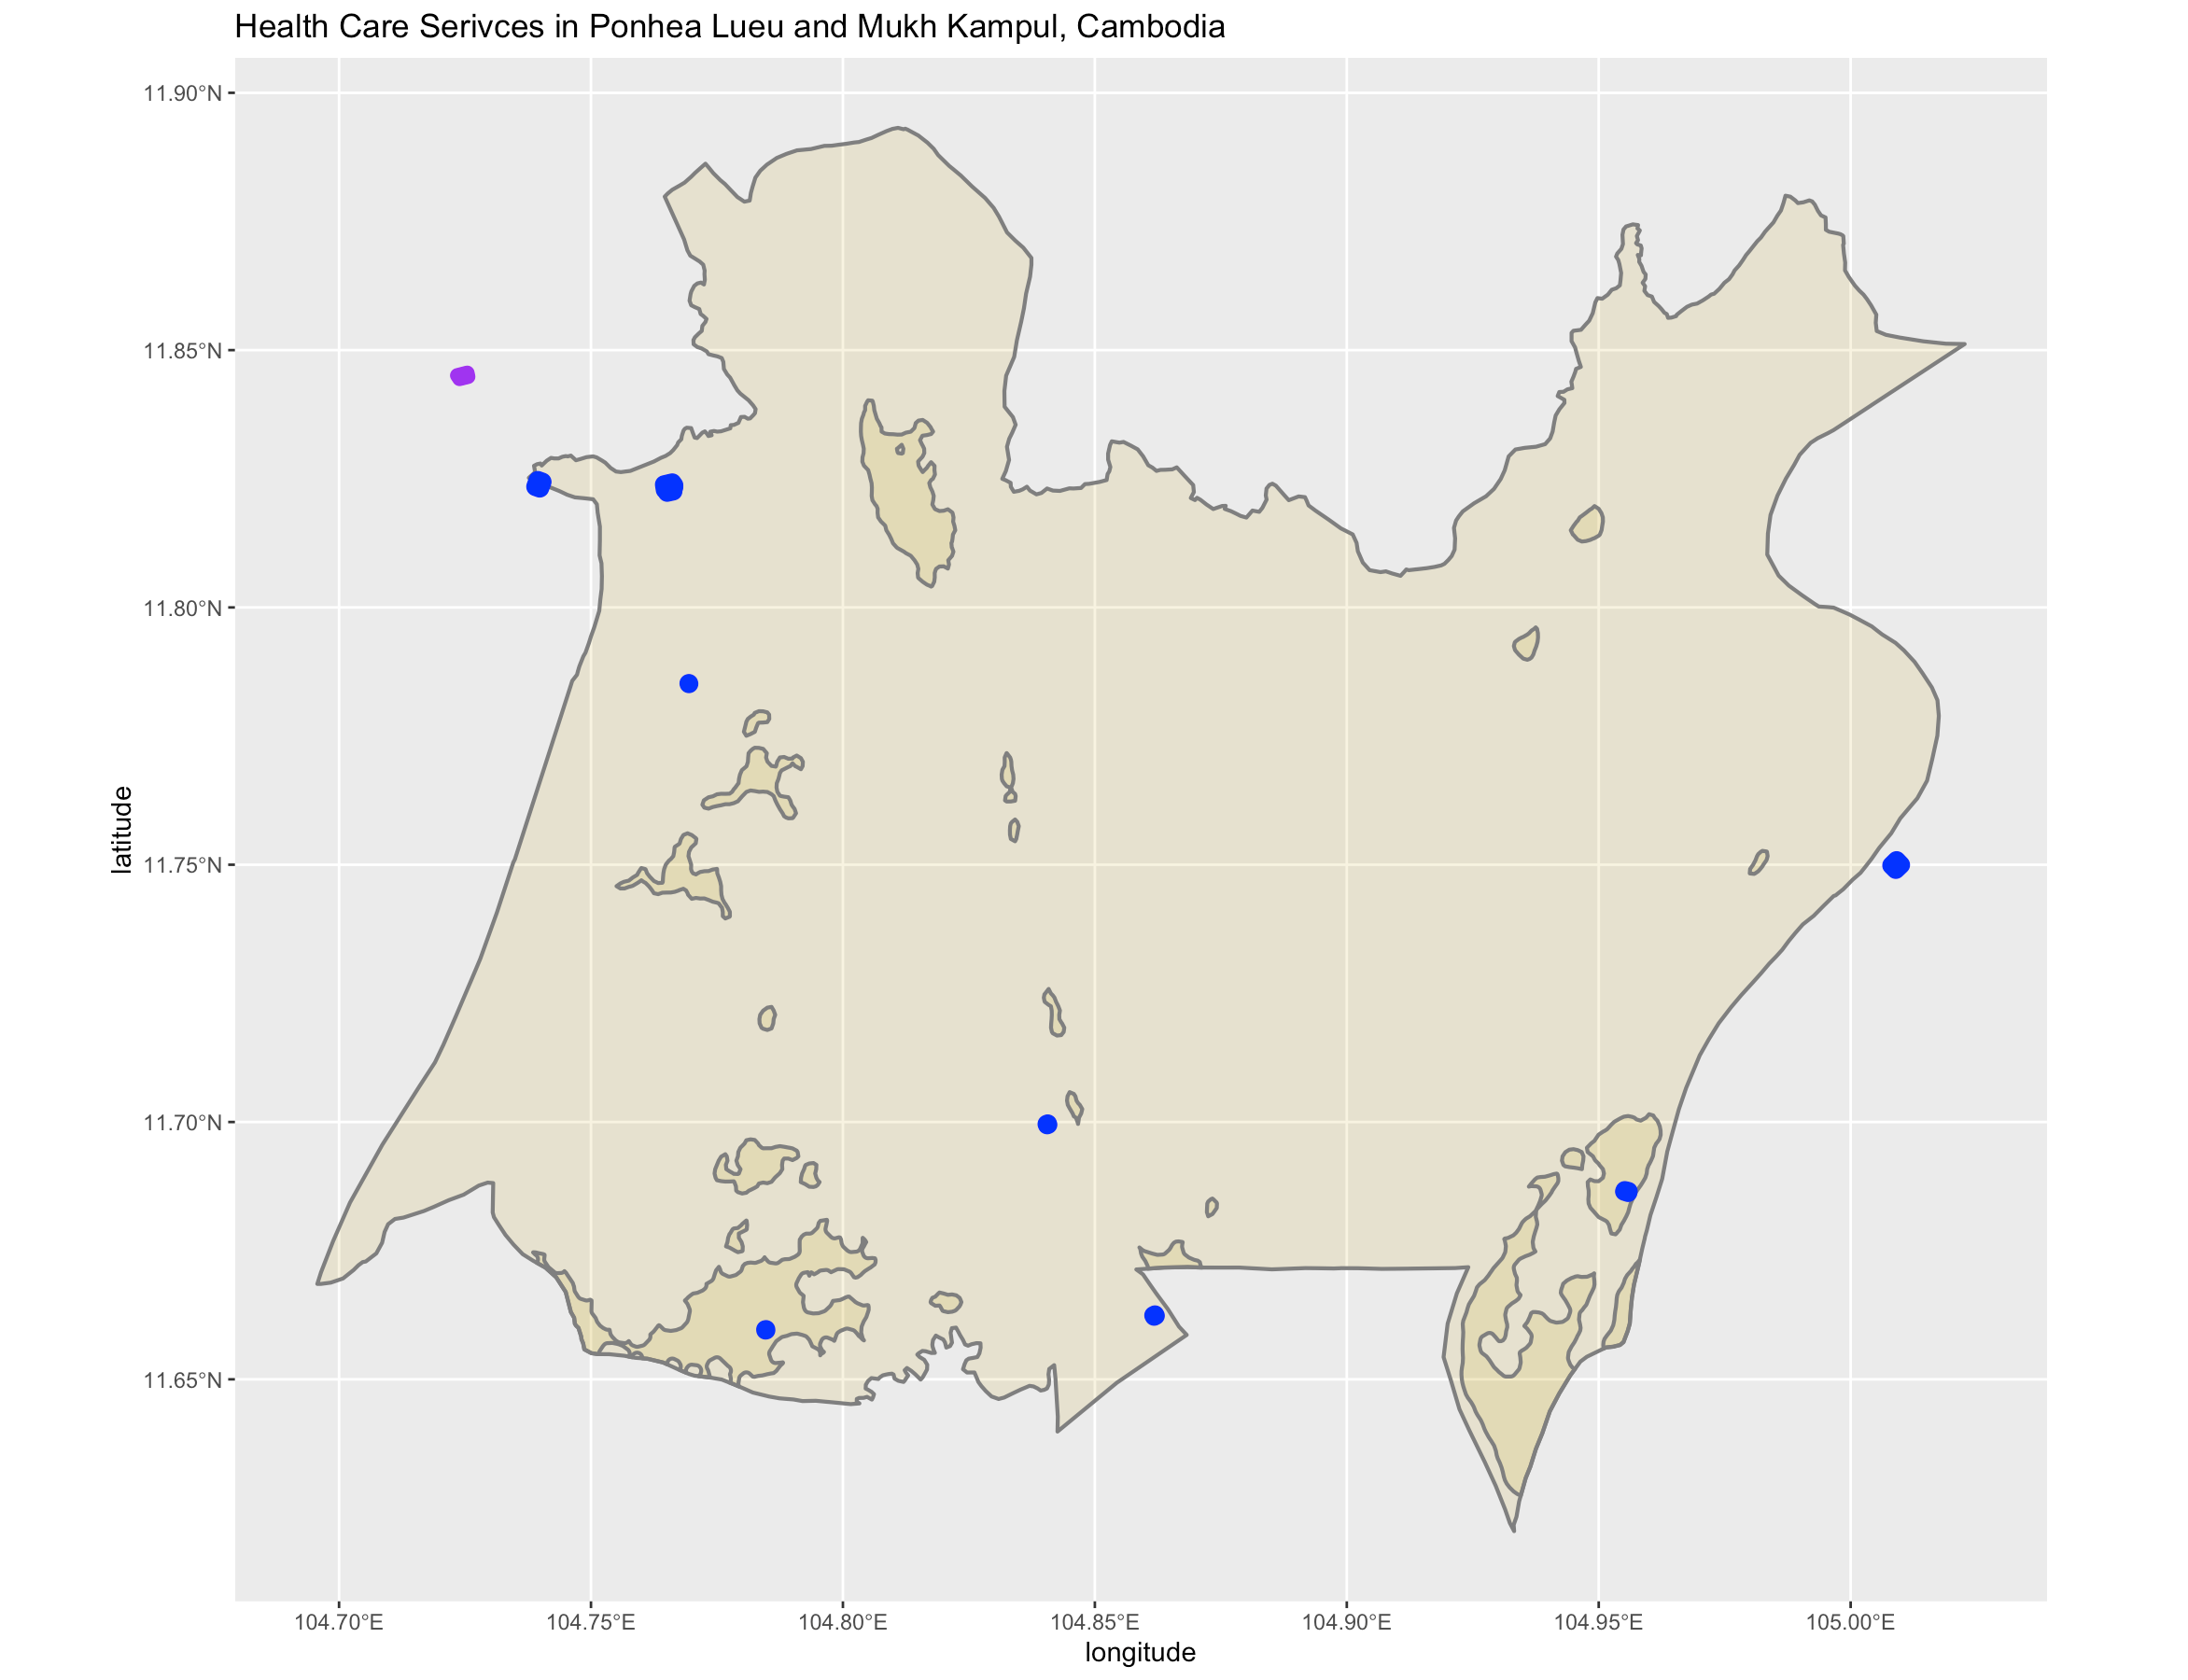 Health Care Serivces in Ponhea Lueu and Mukh Kampul, Cambodia
11.90°N
11.85°N
11.80°N
11.75°N
11.70°N
11.65°N
latitude
104.70°E 104.75°E 104.80°E 104.85°E 104.90°E 104.95°E 105.00°E
longitude